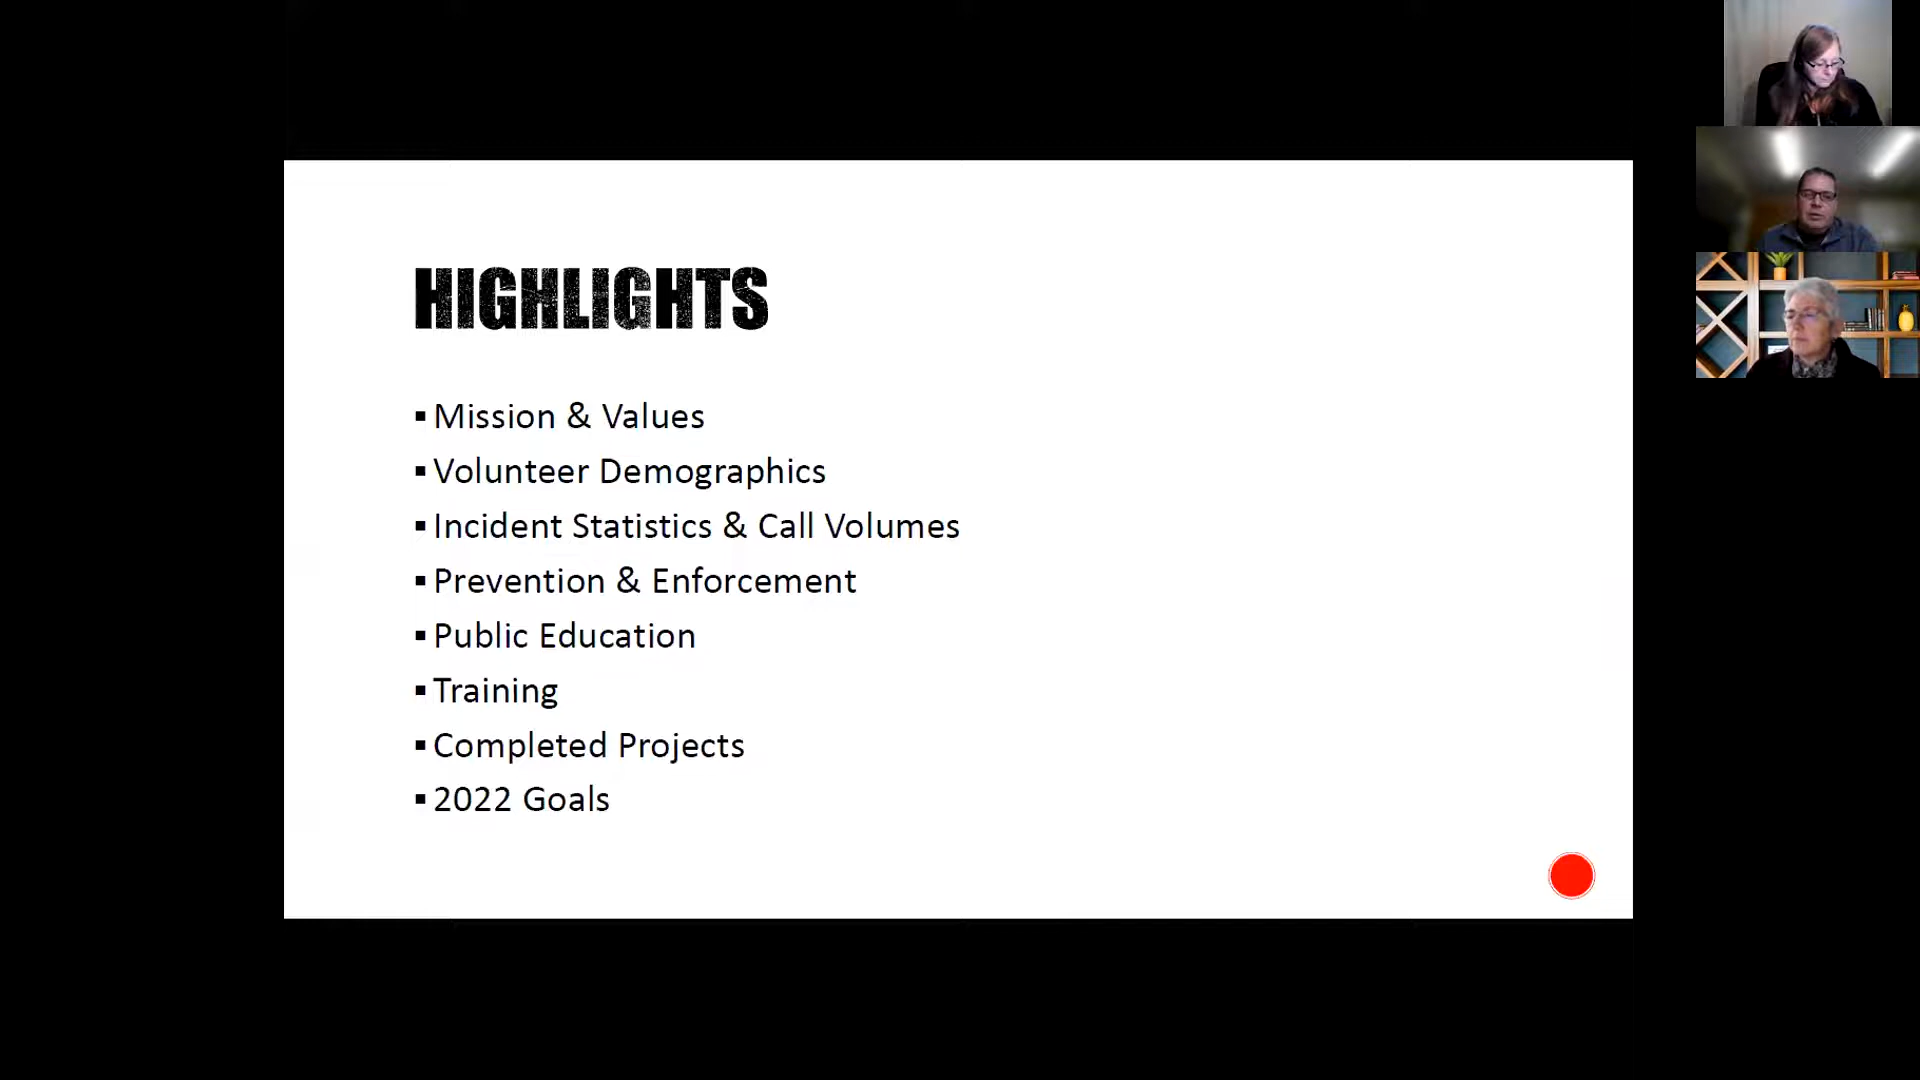 HIGHLIGHTS
▪ Mission & Values
▪ Volunteer Demographics
▪ Incident Statistics & Call Volumes
▪ Prevention & Enforcement
▪ Public Education
▪ Training
▪ Completed Projects
▪ 2022 Goals